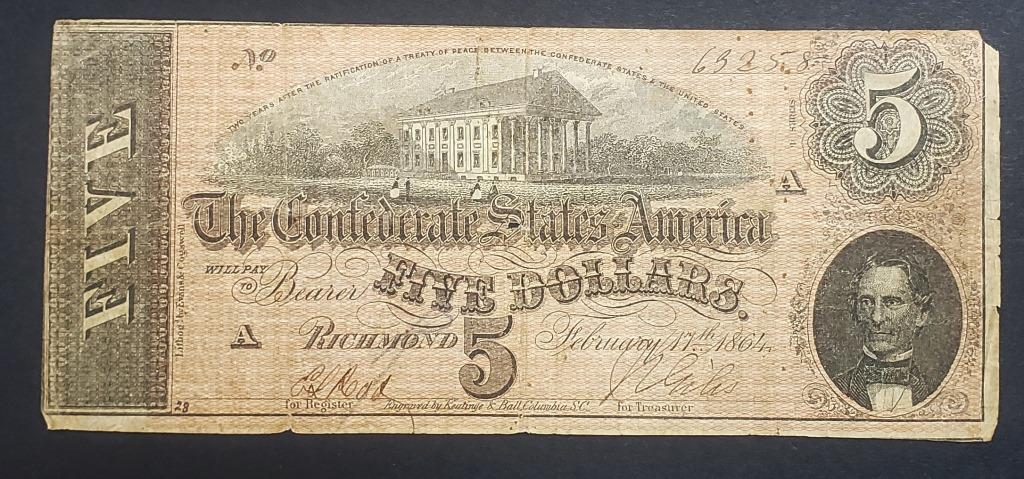 No 63258
TWO YEARS AFTER THE RATIFICATION OF A TREATY OF PEACE BETWEEN THE CONFEDERATE STATES & THE UNITED STATES
5
FIVE
SERIES
A
The Confederate States America
WILL PAY
TO Bearer FIVE DOLLARS.
A RICHMOND 5 February 17th 1864
for Register Engraved by Keatinge & Ball, Columbia S.C. for Treasurer
28